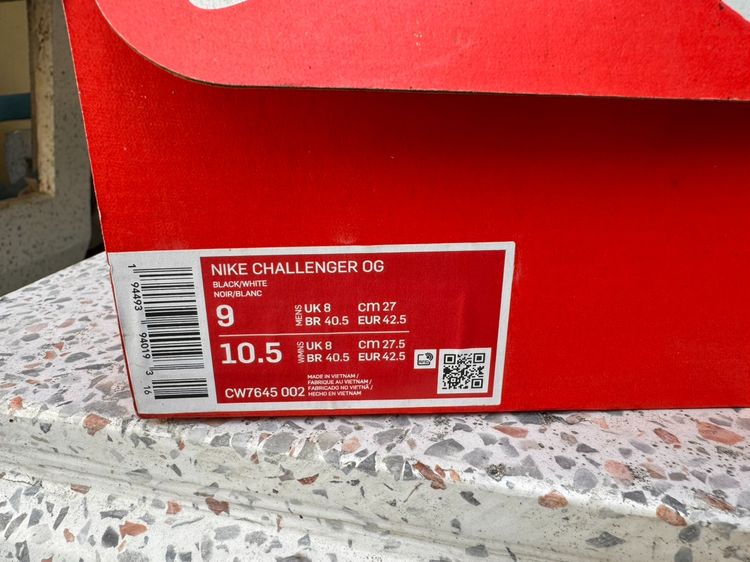 NIKE CHALLENGER OG
BLACK/WHITE
NOIR/BLANC
9 MENS UK 8 CM 27
BR 40.5 EUR 42.5
10.5 WMNS UK 8 CM 27.5
BR 40.5 EUR 42.5
MADE IN VIETNAM /
FABRIQUE AU VIETNAM /
FABRICADO NO VIETNÃ /
HECHO EN VIETNAM
CW7645 002
1 94493 94019 3 16